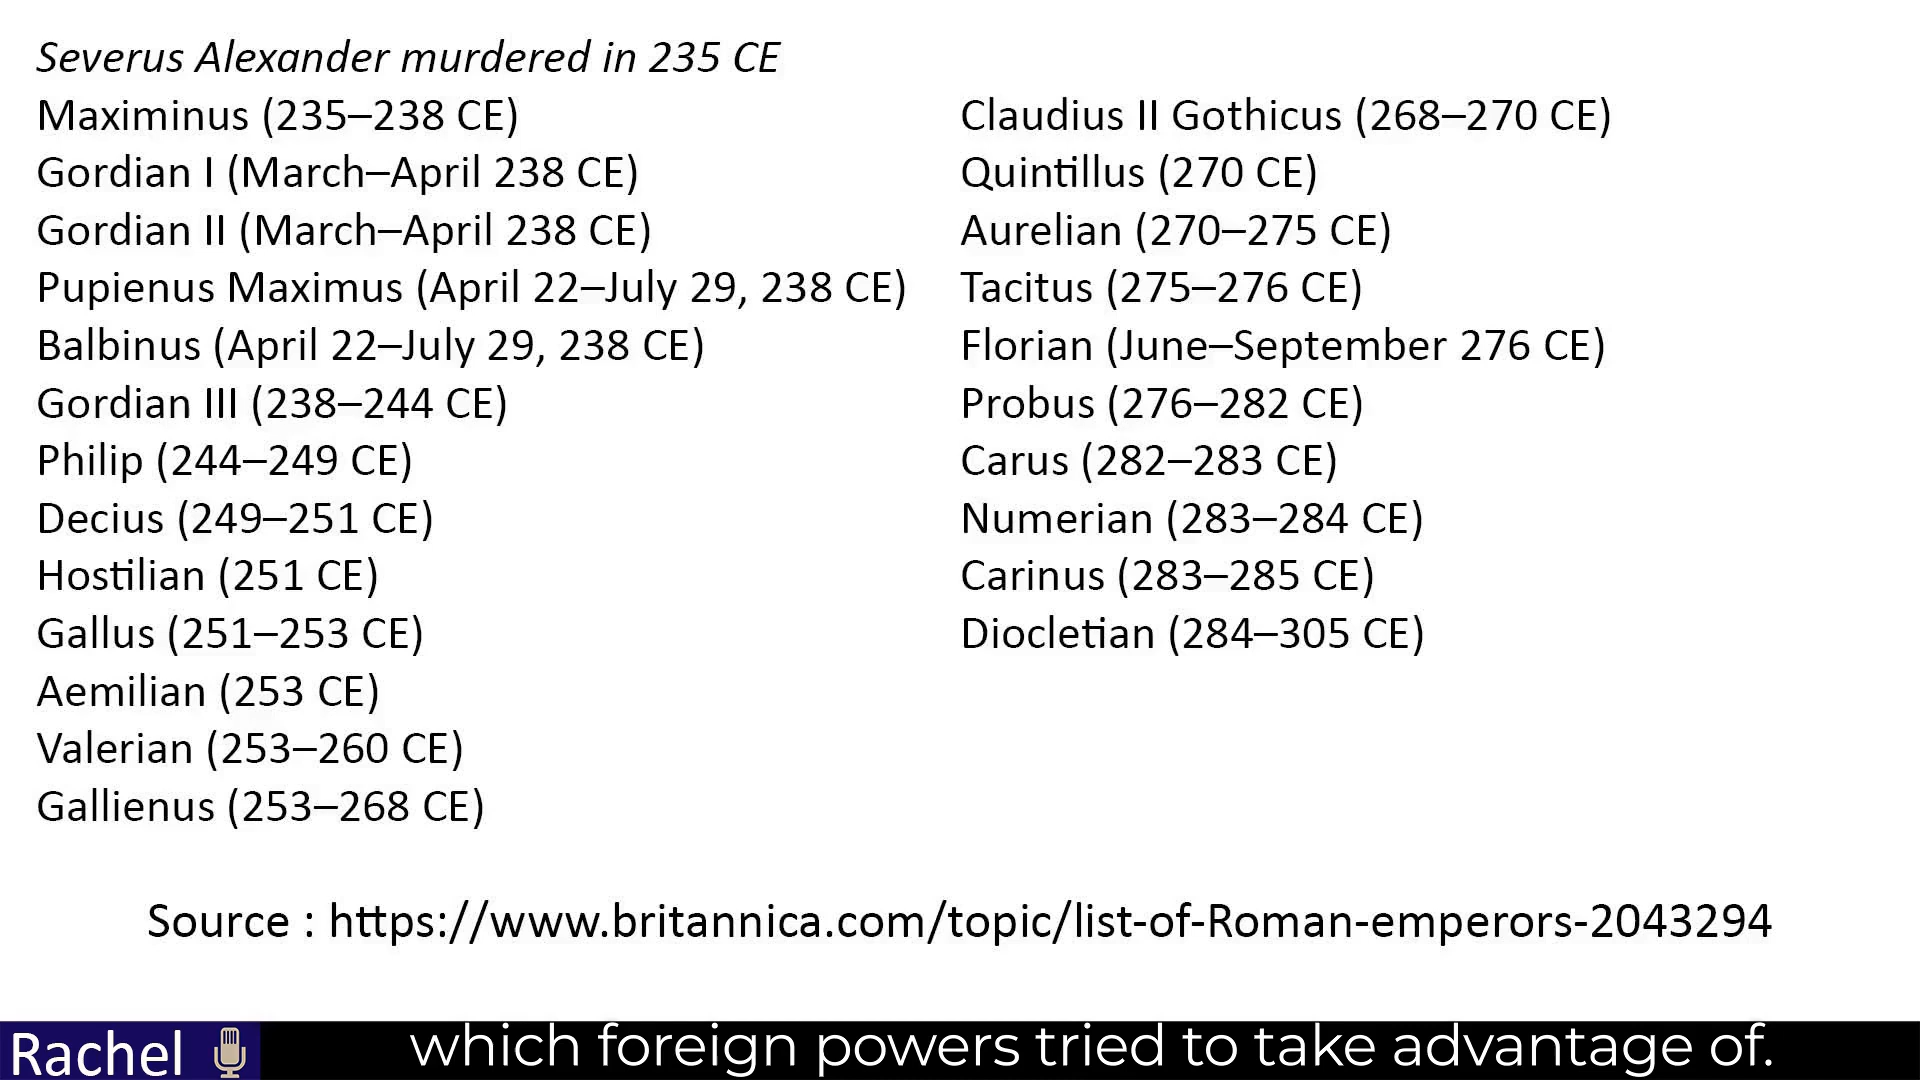 Severus Alexander murdered in 235 CE
Maximinus (235–238 CE)
Gordian I (March–April 238 CE)
Gordian II (March–April 238 CE)
Pupienus Maximus (April 22–July 29, 238 CE)
Balbinus (April 22–July 29, 238 CE)
Gordian III (238–244 CE)
Philip (244–249 CE)
Decius (249–251 CE)
Hostilian (251 CE)
Gallus (251–253 CE)
Aemilian (253 CE)
Valerian (253–260 CE)
Gallienus (253–268 CE)
Claudius II Gothicus (268–270 CE)
Quintillus (270 CE)
Aurelian (270–275 CE)
Tacitus (275–276 CE)
Florian (June–September 276 CE)
Probus (276–282 CE)
Carus (282–283 CE)
Numerian (283–284 CE)
Carinus (283–285 CE)
Diocletian (284–305 CE)
Source : https://www.britannica.com/topic/list-of-Roman-emperors-2043294
Rachel
which foreign powers tried to take advantage of.